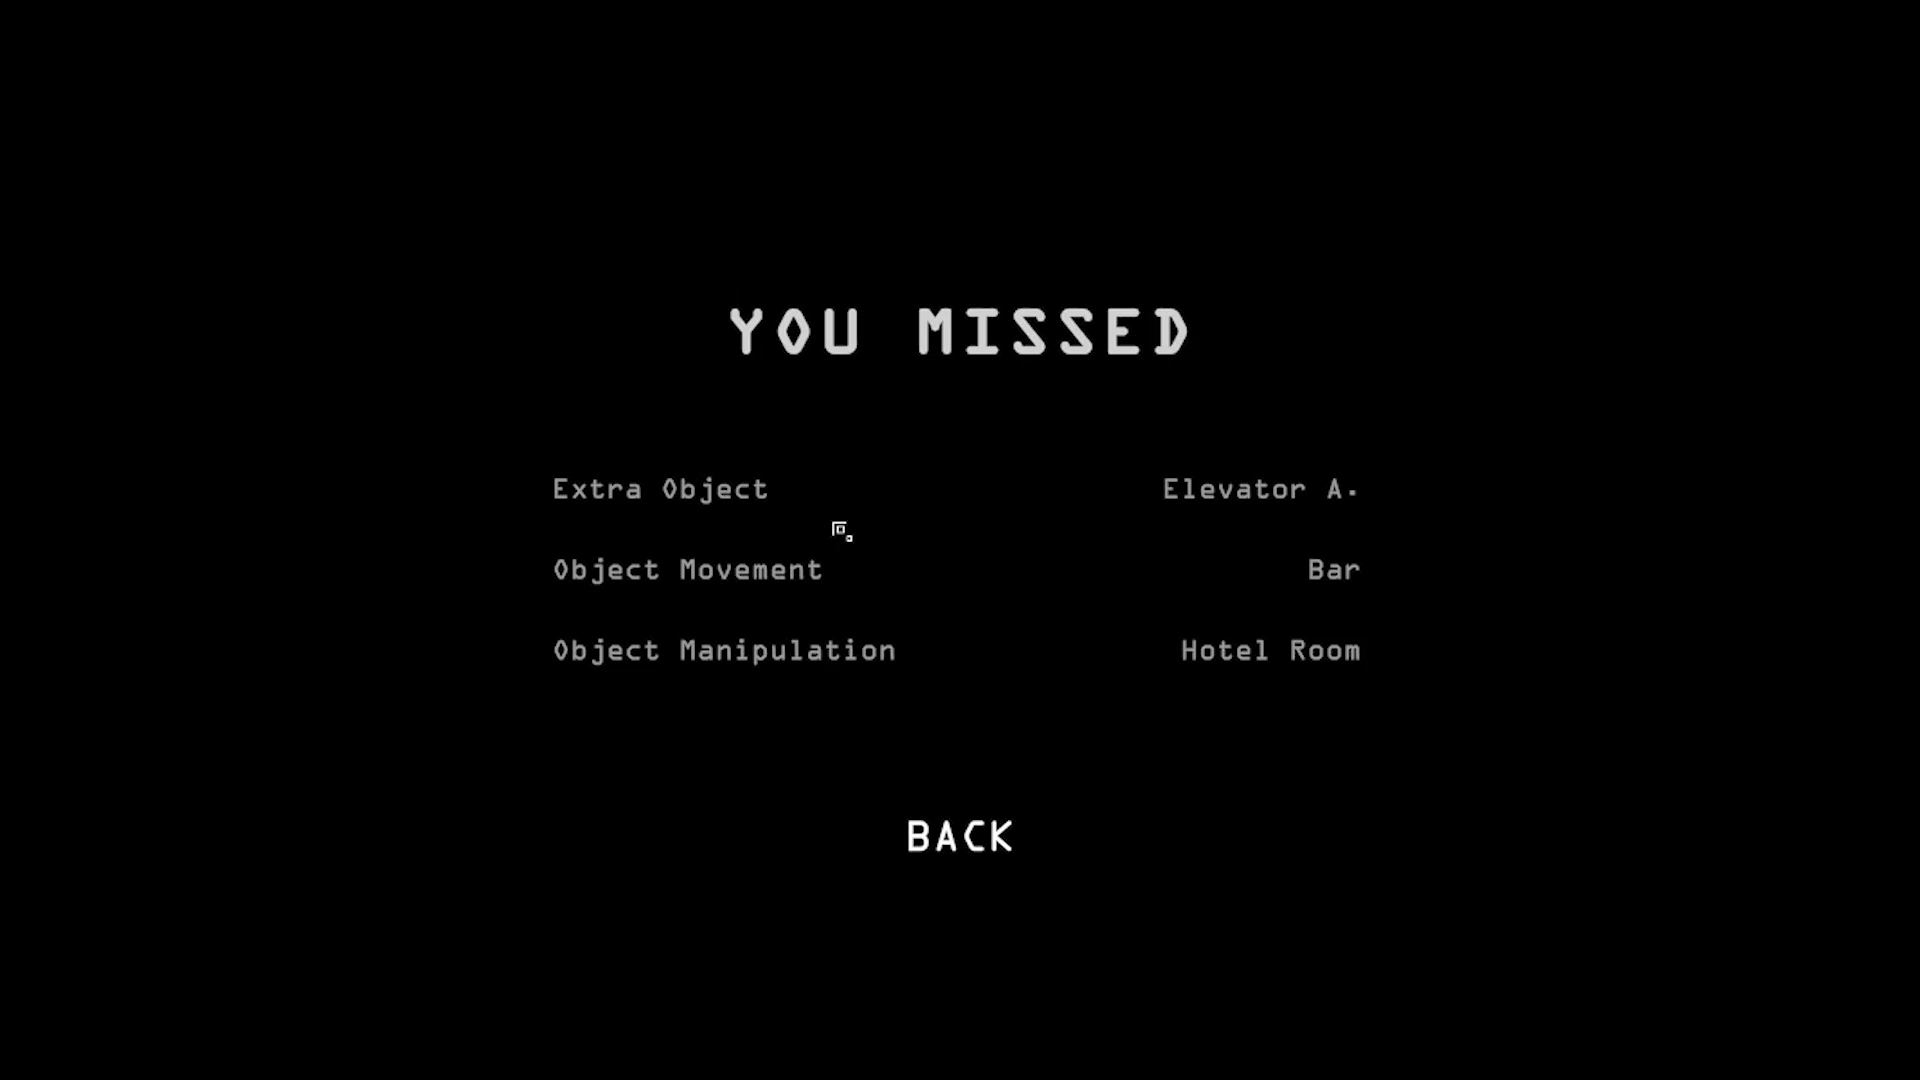 YOU MISSED
Extra Object Elevator A.
Object Movement Bar
Object Manipulation Hotel Room
BACK